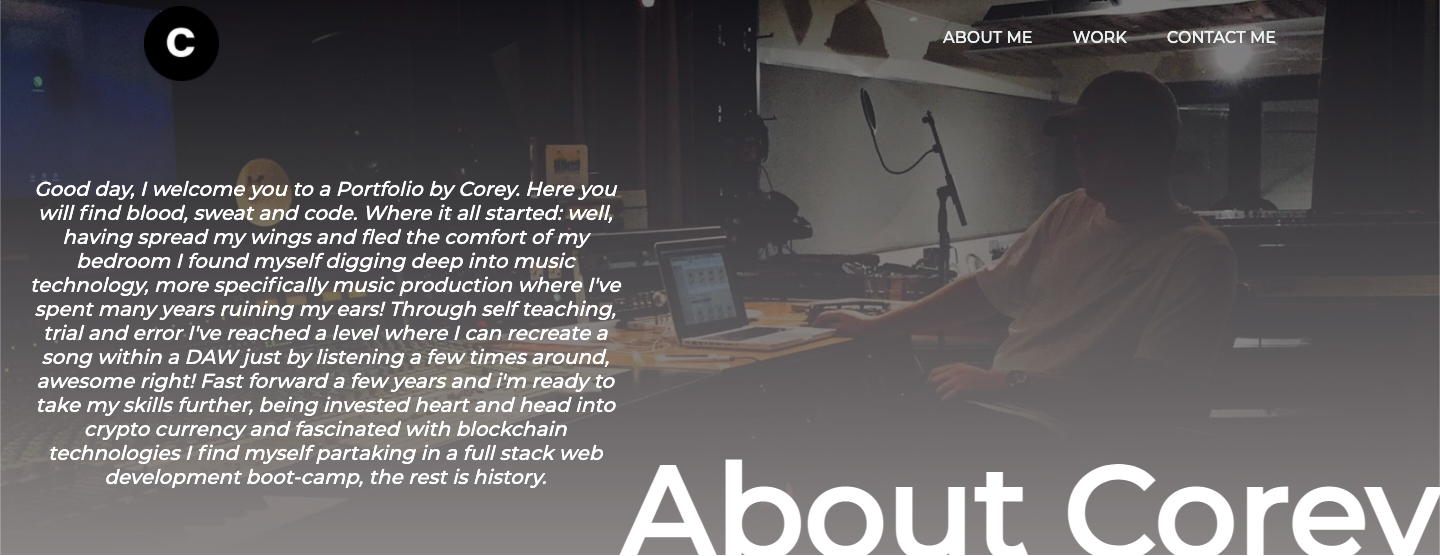 C
ABOUT ME WORK CONTACT ME
Good day, I welcome you to a Portfolio by Corey. Here you
will find blood, sweat and code. Where it all started: well,
having spread my wings and fled the comfort of my
bedroom I found myself digging deep into music
technology, more specifically music production where I've
spent many years ruining my ears! Through self teaching,
trial and error I've reached a level where I can recreate a
song within a DAW just by listening a few times around,
awesome right! Fast forward a few years and i'm ready to
take my skills further, being invested heart and head into
crypto currency and fascinated with blockchain
technologies I find myself partaking in a full stack web
development boot-camp, the rest is history.
About Corey